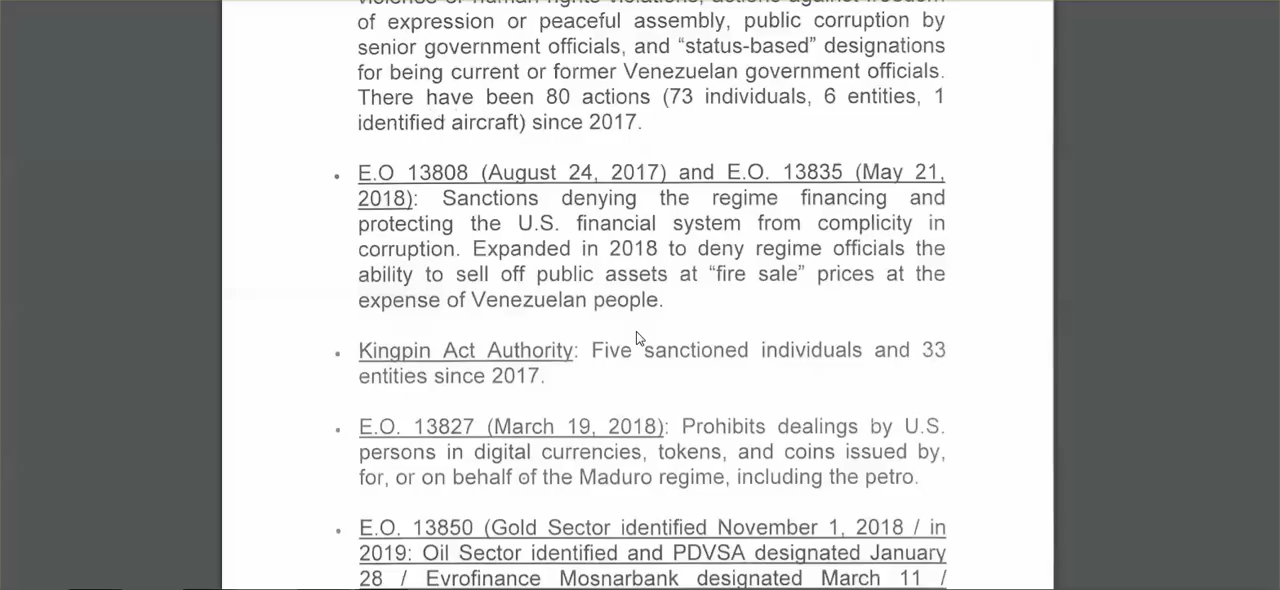 of expression or peaceful assembly, public corruption by
senior government officials, and “status-based” designations
for being current or former Venezuelan government officials.
There have been 80 actions (73 individuals, 6 entities, 1
identified aircraft) since 2017.
• E.O 13808 (August 24, 2017) and E.O. 13835 (May 21,
2018): Sanctions denying the regime financing and
protecting the U.S. financial system from complicity in
corruption. Expanded in 2018 to deny regime officials the
ability to sell off public assets at “fire sale” prices at the
expense of Venezuelan people.
• Kingpin Act Authority: Five sanctioned individuals and 33
entities since 2017.
• E.O. 13827 (March 19, 2018): Prohibits dealings by U.S.
persons in digital currencies, tokens, and coins issued by,
for, or on behalf of the Maduro regime, including the petro.
• E.O. 13850 (Gold Sector identified November 1, 2018 / in
2019: Oil Sector identified and PDVSA designated January
28 / Evrofinance Mosnarbank designated March 11 /